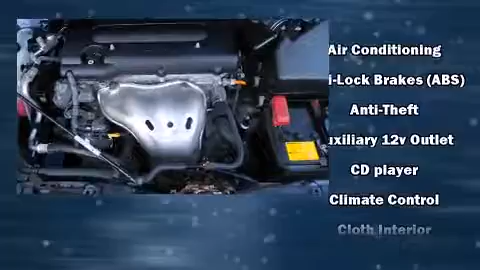 Air Conditioning
i-Lock Brakes (ABS)
Anti-Theft
uxiliary 12v Outlet
CD player
Climate Control
Cloth Interior